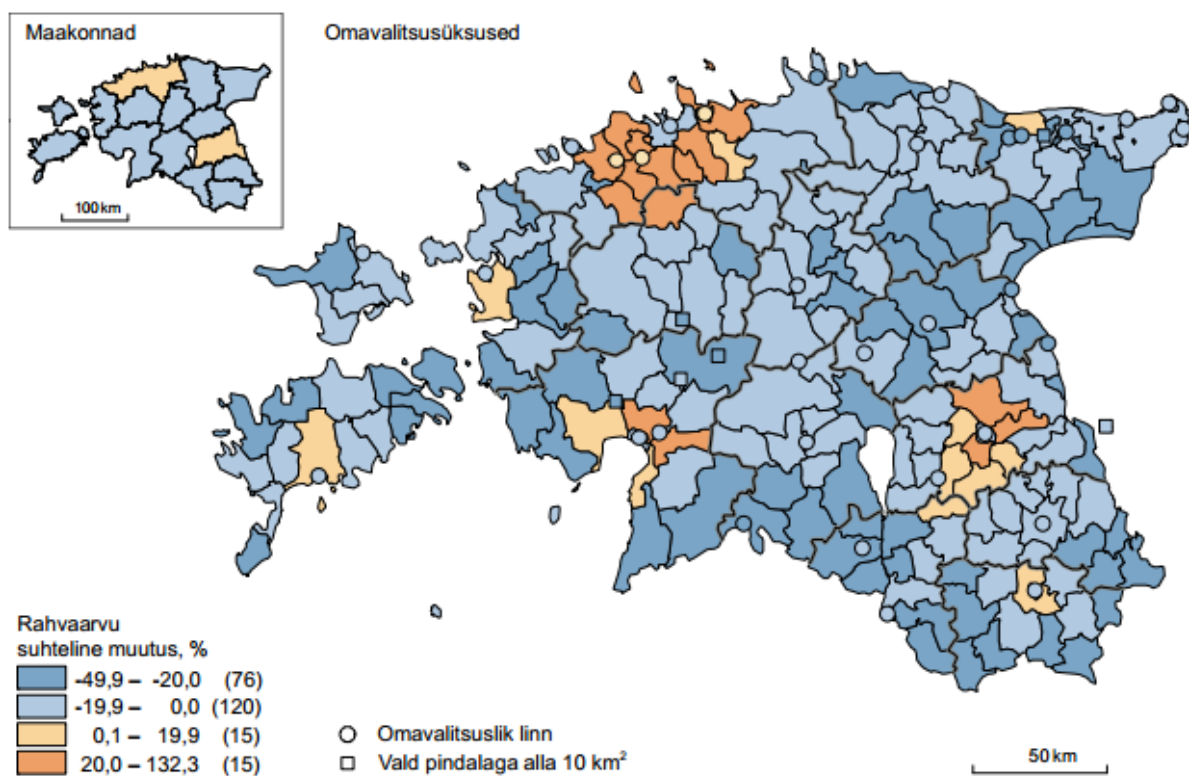 Maakonnad
100 km
Omavalitsusüksused
Rahvaarvu
suhteline muutus, %
-49,9 – -20,0 (76)
-19,9 – 0,0 (120)
0,1 – 19,9 (15)
20,0 – 132,3 (15)
Omavalitsuslik linn
Vald pindalaga alla 10 km²
50 km